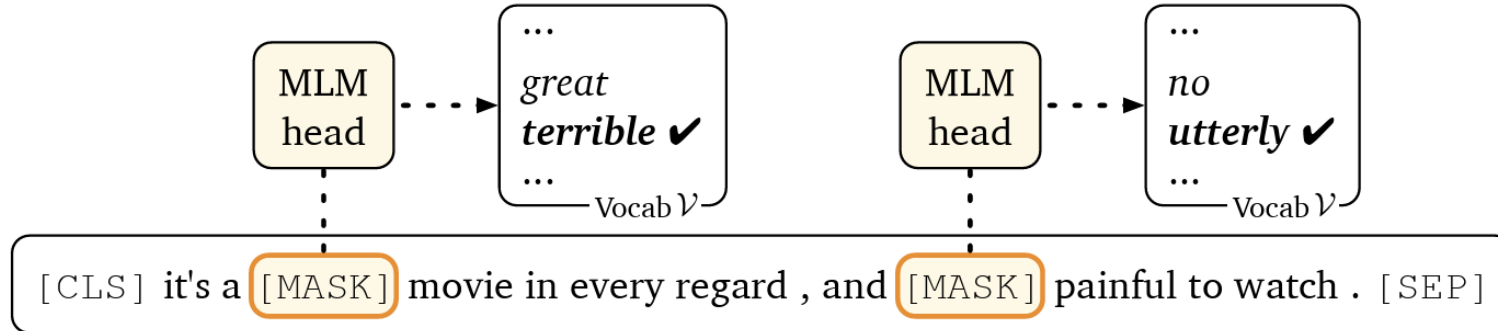 MLM
head
...
great
terrible ✔
...
Vocab 𝒱
MLM
head
...
no
utterly ✔
...
Vocab 𝒱
[CLS] it's a [MASK] movie in every regard , and [MASK] painful to watch . [SEP]